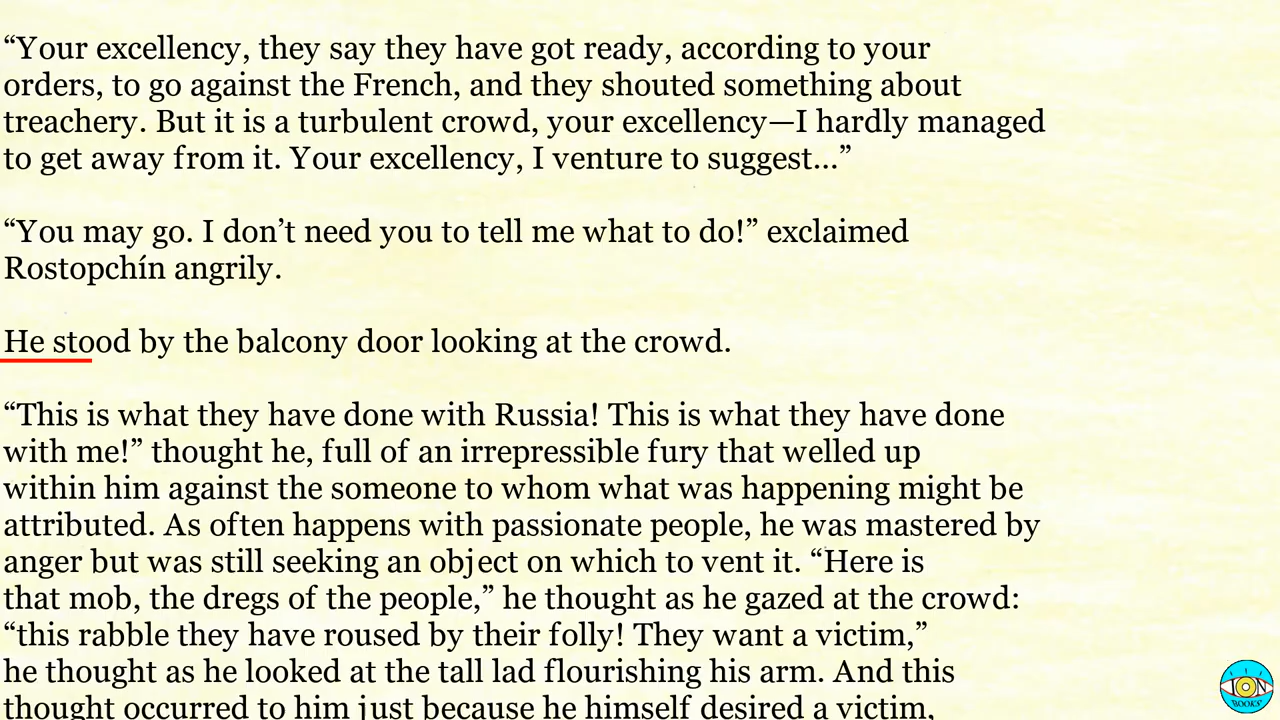 “Your excellency, they say they have got ready, according to your
orders, to go against the French, and they shouted something about
treachery. But it is a turbulent crowd, your excellency—I hardly managed
to get away from it. Your excellency, I venture to suggest...”
“You may go. I don’t need you to tell me what to do!” exclaimed
Rostopchín angrily.
He stood by the balcony door looking at the crowd.
“This is what they have done with Russia! This is what they have done
with me!” thought he, full of an irrepressible fury that welled up
within him against the someone to whom what was happening might be
attributed. As often happens with passionate people, he was mastered by
anger but was still seeking an object on which to vent it. “Here is
that mob, the dregs of the people,” he thought as he gazed at the crowd:
“this rabble they have roused by their folly! They want a victim,”
he thought as he looked at the tall lad flourishing his arm. And this
thought occurred to him just because he himself desired a victim,
ION
BOOKS